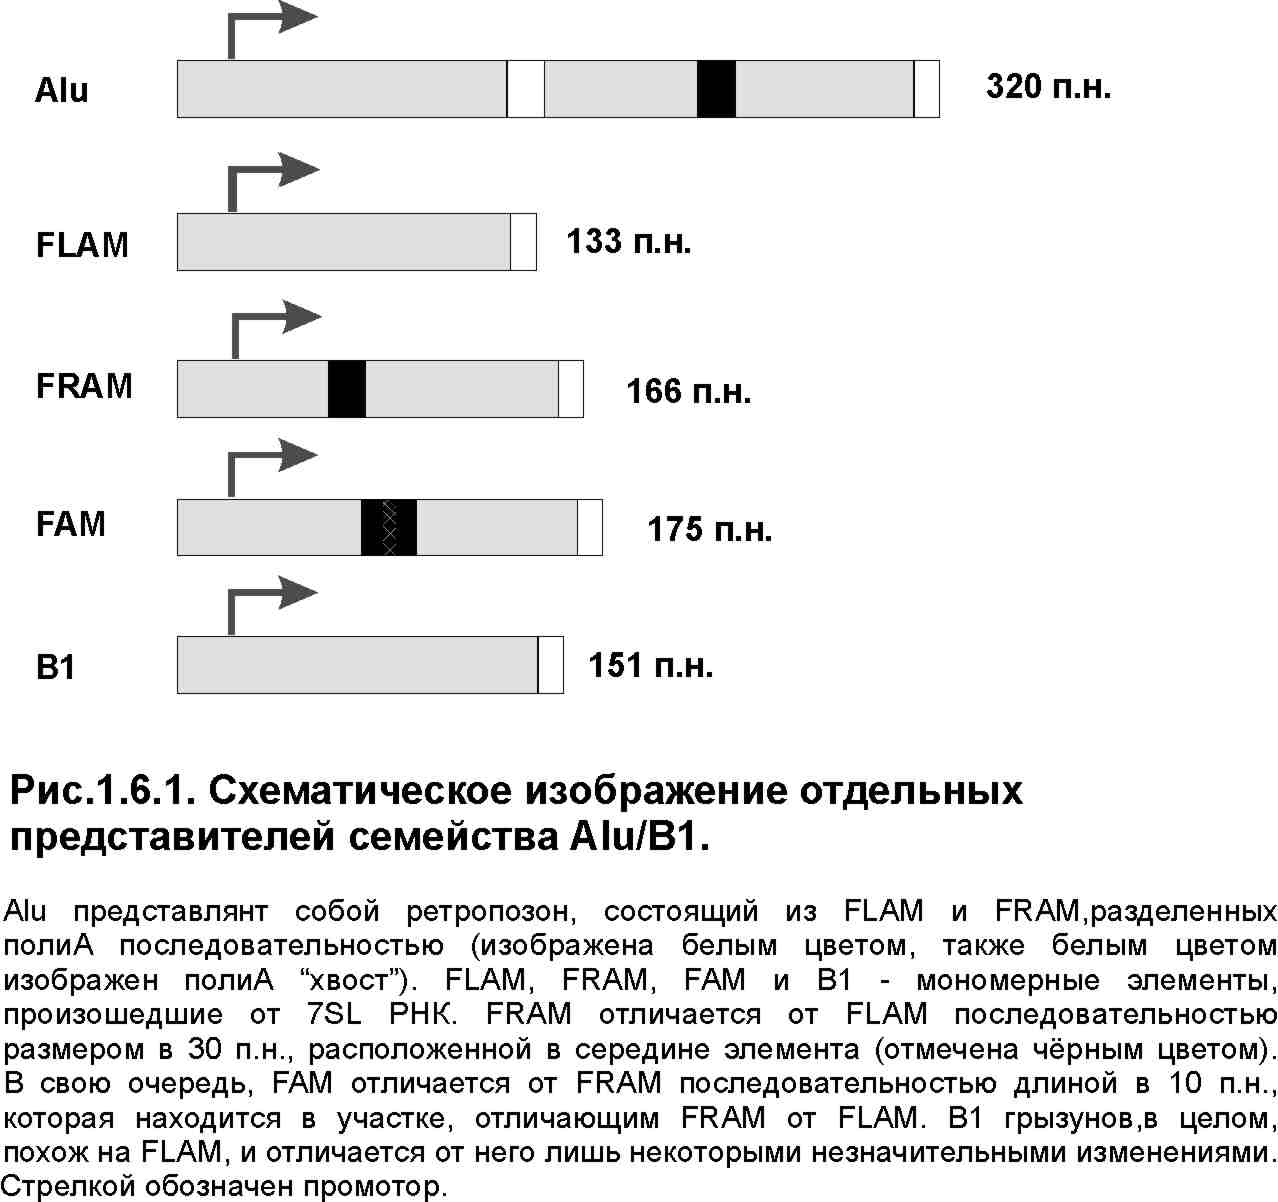 Alu
320 п.н.
FLAM
133 п.н.
FRAM
166 п.н.
FAM
175 п.н.
B1
151 п.н.
Рис.1.6.1. Схематическое изображение отдельных
представителей семейства Alu/B1.
Alu представлянт собой ретропозон, состоящий из FLAM и FRAM,разделенных
полиА последовательностью (изображена белым цветом, также белым цветом
изображен полиА “хвост”). FLAM, FRAM, FAM и B1 - мономерные элементы,
произошедшие от 7SL РНК. FRAM отличается от FLAM последовательностью
размером в 30 п.н., расположенной в середине элемента (отмечена чёрным цветом).
В свою очередь, FAM отличается от FRAM последовательностью длиной в 10 п.н.,
которая находится в участке, отличающим FRAM от FLAM. B1 грызунов,в целом,
похож на FLAM, и отличается от него лишь некоторыми незначительными изменениями.
Стрелкой обозначен промотор.